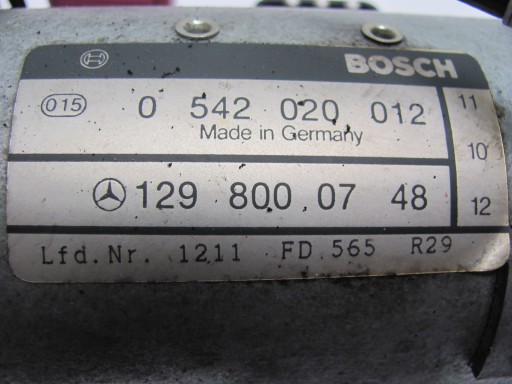 BOSCH
015 0 542 020 012 11
Made in Germany
10
129 800 07 48 12
Lfd.Nr. 1211 FD 565 R29